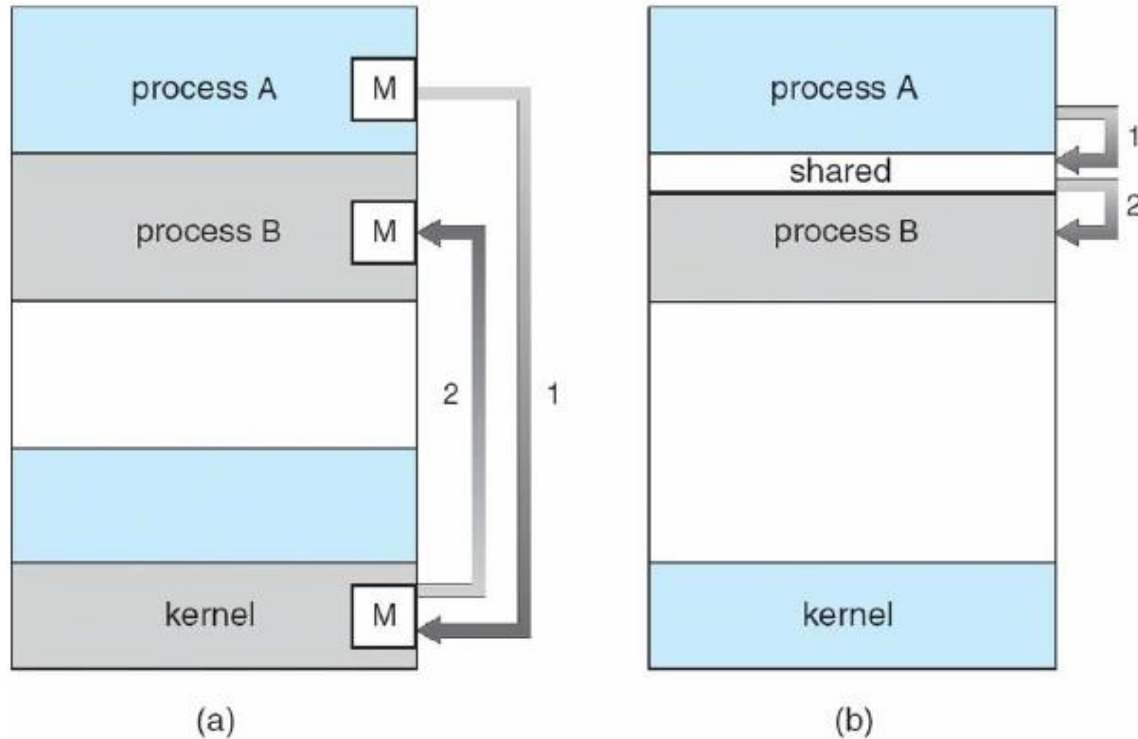 process A
M
process B
M
2
1
kernel
M
(a)
process A
1
shared
2
process B
kernel
(b)